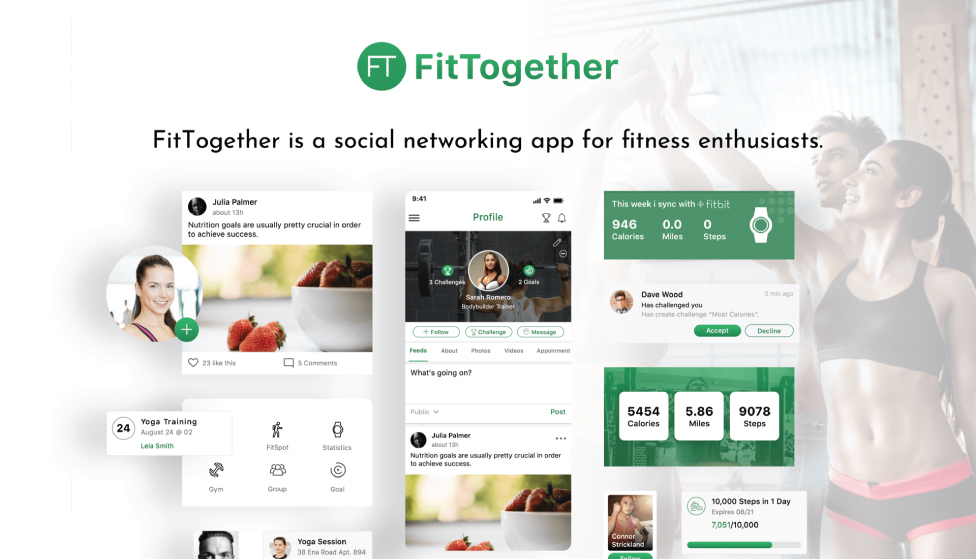 FT FitTogether
FitTogether is a social networking app for fitness enthusiasts.
Julia Palmer
about 13h
Nutrition goals are usually pretty crucial in order
to achieve success.
23 like this
5 Comments
24
Yoga Training
August 24 @ 02
Lela Smith
FitSpot
Statistics
Gym
Group
Goal
Yoga Session
38 Ena Road Apt. 894
9:41
Profile
3 Challenges
2 Goals
Sarah Romero
Bodybuilder Trainer
+ Follow
Challenge
Message
Feeds About Photos Videos Appoinment
What's going on?
Public
Post
Julia Palmer
about 13h
Nutrition goals are usually pretty crucial in order
to achieve success.
This week i sync with fitbit
946 0.0 0
Calories Miles Steps
Dave Wood
5 min ago
Has challenged you
Has create challenge "Most Calories".
Accept
Decline
5454 5.86 9078
Calories Miles Steps
Connor
Strickland
Follow
10,000 Steps in 1 Day
Expires 08/21
7,051/10,000